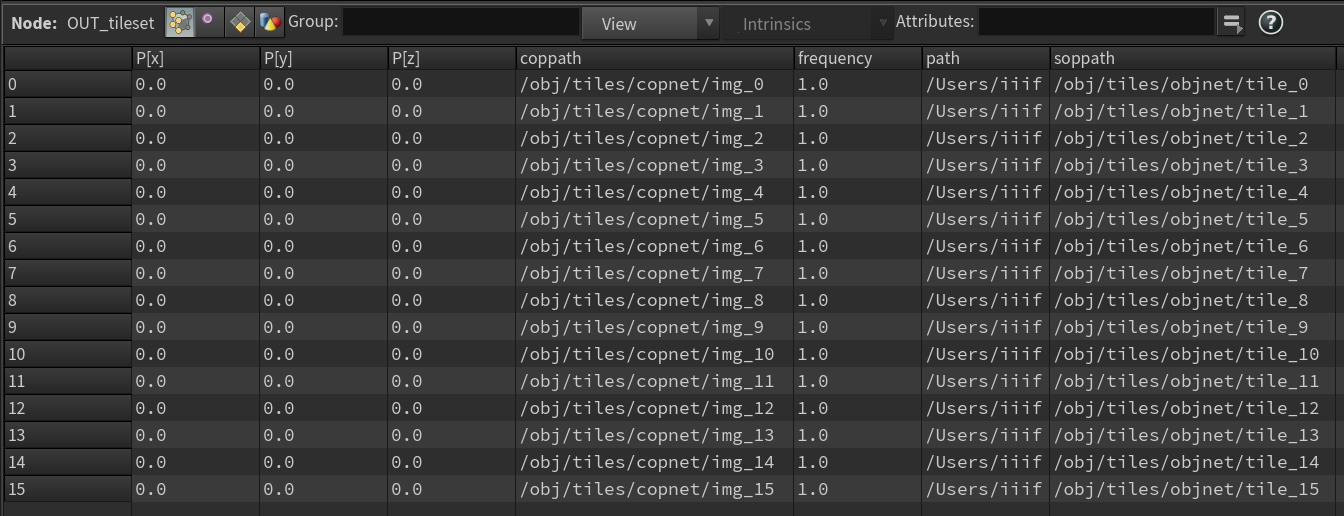 Node: OUT_tileset Group: View Intrinsics Attributes: ?
P[x] P[y] P[z] coppath frequency path soppath
0 0.0 0.0 0.0 /obj/tiles/copnet/img_0 1.0 /Users/iiif /obj/tiles/objnet/tile_0
1 0.0 0.0 0.0 /obj/tiles/copnet/img_1 1.0 /Users/iiif /obj/tiles/objnet/tile_1
2 0.0 0.0 0.0 /obj/tiles/copnet/img_2 1.0 /Users/iiif /obj/tiles/objnet/tile_2
3 0.0 0.0 0.0 /obj/tiles/copnet/img_3 1.0 /Users/iiif /obj/tiles/objnet/tile_3
4 0.0 0.0 0.0 /obj/tiles/copnet/img_4 1.0 /Users/iiif /obj/tiles/objnet/tile_4
5 0.0 0.0 0.0 /obj/tiles/copnet/img_5 1.0 /Users/iiif /obj/tiles/objnet/tile_5
6 0.0 0.0 0.0 /obj/tiles/copnet/img_6 1.0 /Users/iiif /obj/tiles/objnet/tile_6
7 0.0 0.0 0.0 /obj/tiles/copnet/img_7 1.0 /Users/iiif /obj/tiles/objnet/tile_7
8 0.0 0.0 0.0 /obj/tiles/copnet/img_8 1.0 /Users/iiif /obj/tiles/objnet/tile_8
9 0.0 0.0 0.0 /obj/tiles/copnet/img_9 1.0 /Users/iiif /obj/tiles/objnet/tile_9
10 0.0 0.0 0.0 /obj/tiles/copnet/img_10 1.0 /Users/iiif /obj/tiles/objnet/tile_10
11 0.0 0.0 0.0 /obj/tiles/copnet/img_11 1.0 /Users/iiif /obj/tiles/objnet/tile_11
12 0.0 0.0 0.0 /obj/tiles/copnet/img_12 1.0 /Users/iiif /obj/tiles/objnet/tile_12
13 0.0 0.0 0.0 /obj/tiles/copnet/img_13 1.0 /Users/iiif /obj/tiles/objnet/tile_13
14 0.0 0.0 0.0 /obj/tiles/copnet/img_14 1.0 /Users/iiif /obj/tiles/objnet/tile_14
15 0.0 0.0 0.0 /obj/tiles/copnet/img_15 1.0 /Users/iiif /obj/tiles/objnet/tile_15